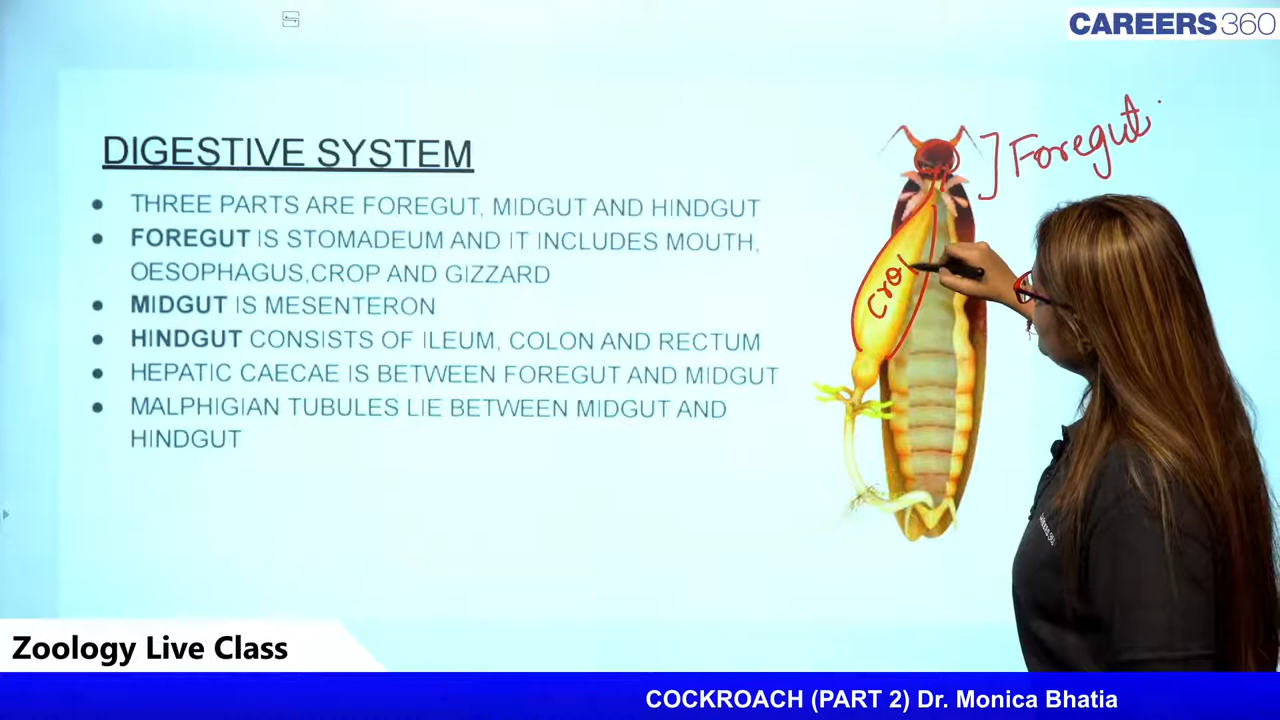 CAREERS360
DIGESTIVE SYSTEM
● THREE PARTS ARE FOREGUT, MIDGUT AND HINDGUT
● FOREGUT IS STOMADEUM AND IT INCLUDES MOUTH,
OESOPHAGUS,CROP AND GIZZARD
● MIDGUT IS MESENTERON
● HINDGUT CONSISTS OF ILEUM, COLON AND RECTUM
● HEPATIC CAECAE IS BETWEEN FOREGUT AND MIDGUT
● MALPHIGIAN TUBULES LIE BETWEEN MIDGUT AND
HINDGUT
Foregut
Cro
Zoology Live Class
COCKROACH (PART 2) Dr. Monica Bhatia